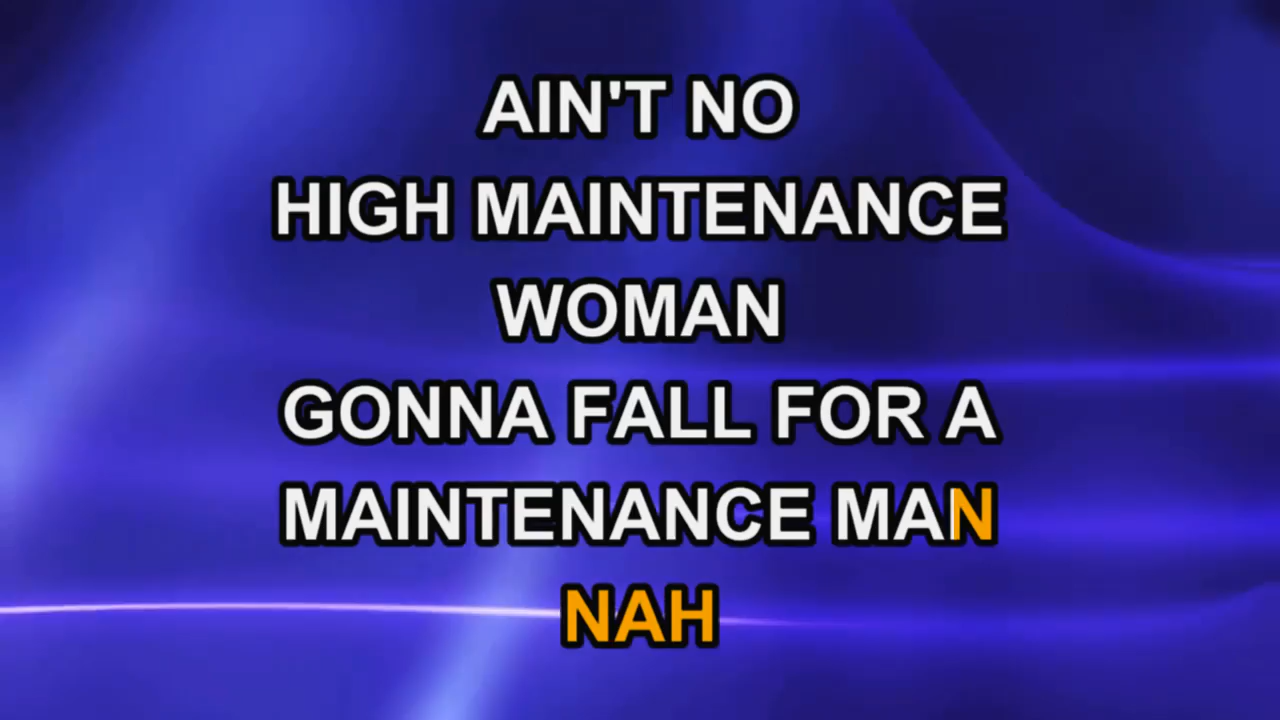 AIN'T NO
HIGH MAINTENANCE
WOMAN
GONNA FALL FOR A
MAINTENANCE MAN
NAH